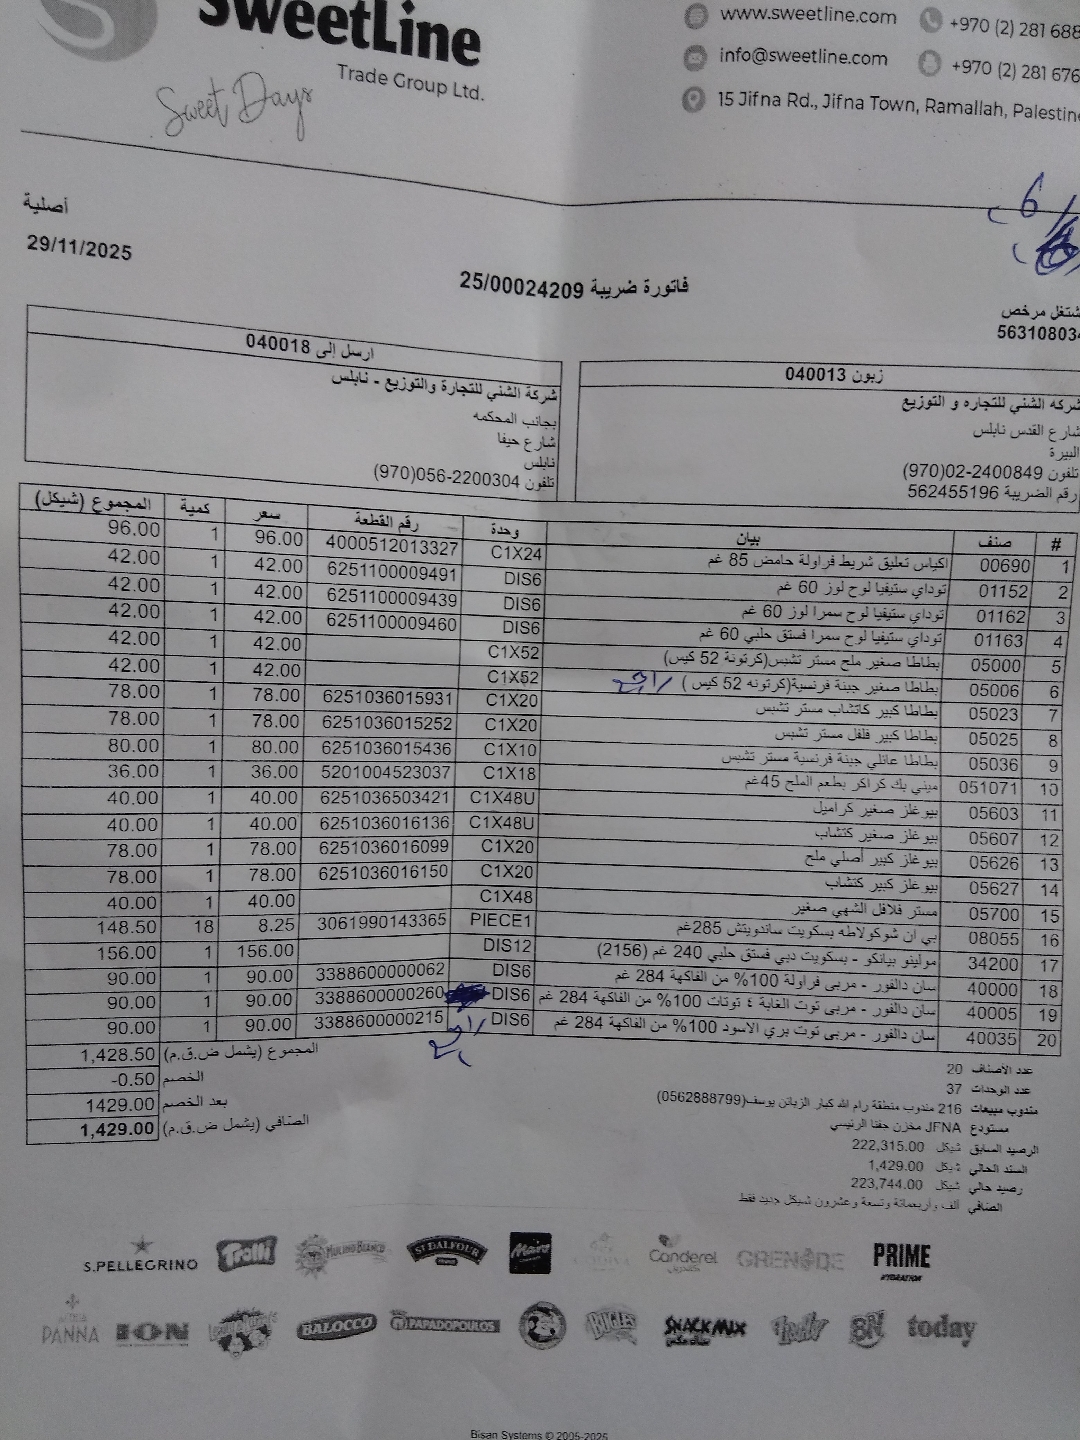 SweetLine
Trade Group Ltd.
Sweet Days
www.sweetline.com
+970 (2) 281 688
info@sweetline.com
+970 (2) 281 676
15 Jifna Rd., Jifna Town, Ramallah, Palestine
أصلية
29/11/2025
فاتورة ضريبة 25/00024209
شتغل مرخص
56310803
زبون 040013
شركه الشني للتجاره و التوزيع
شارع القدس نابلس
البيرة
تلفون 02-2400849(970)
رقم الضريبة 562455196
ارسل إلى 040018
شركة الشني للتجارة والتوزيع - نابلس
بجانب المحكمه
شارع حيفا
نابلس
تلفون 056-2200304(970)
# صنف بيان وحدة رقم القطعة سعر كمية المجموع (شيكل)
1 00690 اكياس تعليق شريط فراولة حامض 85 غم C1X24 4000512013327 96.00 1 96.00
2 01152 توداي ستيفيا لوح لوز 60 غم DIS6 6251100009491 42.00 1 42.00
3 01162 توداي ستيفيا لوح سمرا لوز 60 غم DIS6 6251100009439 42.00 1 42.00
4 01163 توداي ستيفيا لوح سمرا فستق حلبي 60 غم DIS6 6251100009460 42.00 1 42.00
5 05000 بطاطا صغير ملح مستر تشبس(كرتونة 52 كيس) C1X52 42.00 1 42.00
6 05006 بطاطا صغير جبنة فرنسية(كرتونه 52 كيس ) C1X52 42.00 1 42.00
7 05023 بطاطا كبير كاتشاب مستر تشبس C1X20 6251036015931 78.00 1 78.00
8 05025 بطاطا كبير فلفل مستر تشبس C1X20 6251036015252 78.00 1 78.00
9 05036 بطاطا عائلي جبنة فرنسية مستر تشبس C1X10 6251036015436 80.00 1 80.00
10 051071 ميني بك كراكر بطعم الملح 45غم C1X18 5201004523037 36.00 1 36.00
11 05603 بيوغلز صغير كراميل C1X48U 6251036503421 40.00 1 40.00
12 05607 بيوغلز صغير كتشاب C1X48U 6251036016136 40.00 1 40.00
13 05626 بيوغلز كبير أصلي ملح C1X20 6251036016099 78.00 1 78.00
14 05627 بيوغلز كبير كتشاب C1X20 6251036016150 78.00 1 78.00
15 05700 مستر فلافل الشهي صغير C1X48 40.00 1 40.00
16 08055 بي ان شوكولاطه بسكويت ساندويتش 285غم PIECE1 3061990143365 8.25 18 148.50
17 34200 مولينو بيانكو - بسكويت دبي فستق حلبي 240 غم (2156) DIS12 156.00 1 156.00
18 40000 سان دالفور - مربى فراولة 100% من الفاكهة 284 غم DIS6 3388600000062 90.00 1 90.00
19 40005 سان دالفور - مربى توت الغابة ٤ توتات 100% من الفاكهة 284 غم DIS6 3388600000260 90.00 1 90.00
20 40035 سان دالفور - مربى توت بري الاسود 100% من الفاكهة 284 غم DIS6 3388600000215 90.00 1 90.00
المجموع (يشمل ض.ق.م) 1,428.50
الخصم -0.50
بعد الخصم 1429.00
الصافي (يشمل ض.ق.م) 1,429.00
عدد الأصناف 20
عدد الوحدات 37
مندوب مبيعات 216 مندوب منطقة رام الله كبار الزبائن يوسف(0562888799)
مستودع JFNA مخزن جفنا الرئيسي
الرصيد السابق شيكل 222,315.00
السند الحالي شيكل 1,429.00
رصيد حالي شيكل 223,744.00
الصافي ألف وأربعمائة وتسعة وعشرون شيكل جديد فقط
S.PELLEGRINO Trolli MULINO BIANCO ST DALFOUR Canderel كاندريل GRENADE PRIME HYDRATION
ACQUA PANNA ION BALOCCO PAPADOPOULOS BUGLES SNACK MIX BN today
Bisan Systems © 2005-2025